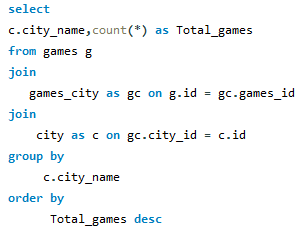 select
c.city_name,count(*) as Total_games
from games g
join
games_city as gc on g.id = gc.games_id
join
city as c on gc.city_id = c.id
group by
c.city_name
order by
Total_games desc